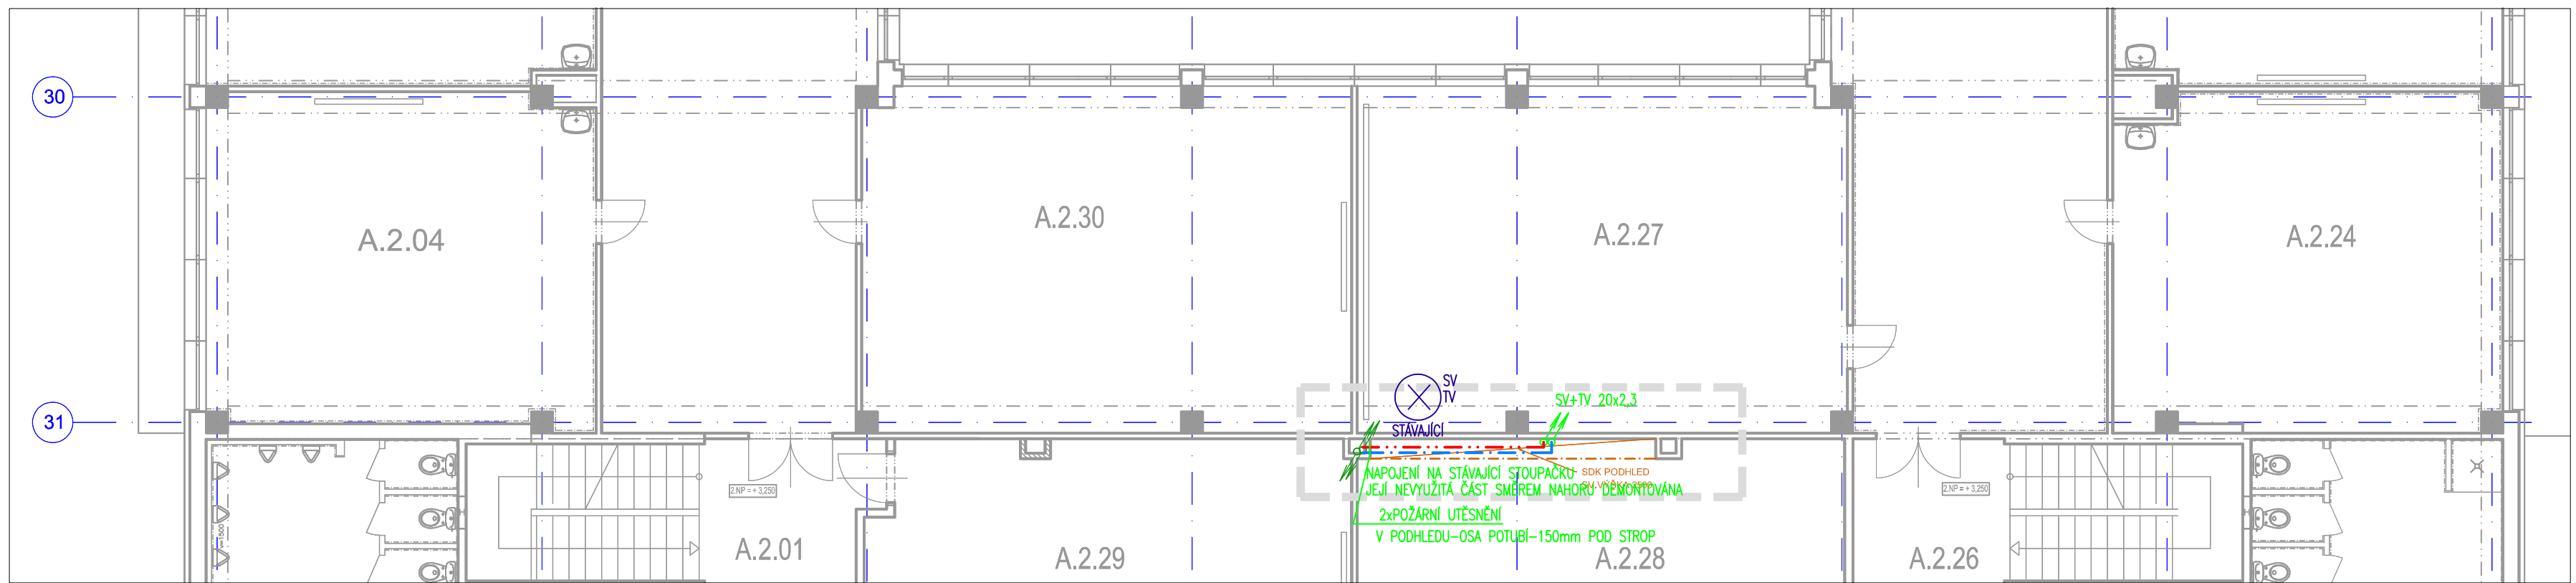 30
A.2.30
A.2.27
A.2.04
A.2.24
31
SV
TV
SV+TV 20x2,3
STÁVAJÍCÍ
NAPOJENÍ NA STÁVAJÍCÍ STOUPAČKU
SDK PODHLED
JEJÍ NEVYUŽITÁ ČÁST SMĚREM NAHORU DEMONTOVÁNA
2.NP = + 3,250
2.NP = + 3,250
2xPOŽÁRNÍ UTĚSNĚNÍ
V PODHLEDU-OSA POTUBÍ-150mm POD STROP
A.2.01
A.2.29
A.2.28
A.2.26